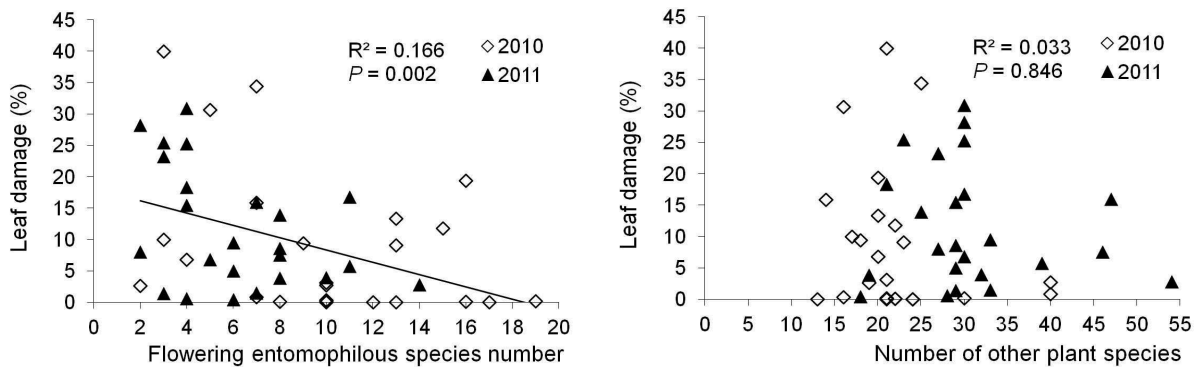 45
40
35
30
25
20
15
10
5
0
Leaf damage (%)
R² = 0.166
P = 0.002
2010
2011
0 2 4 6 8 10 12 14 16 18 20
Flowering entomophilous species number
45
40
35
30
25
20
15
10
5
0
Leaf damage (%)
R² = 0.033
P = 0.846
2010
2011
0 5 10 15 20 25 30 35 40 45 50 55
Number of other plant species